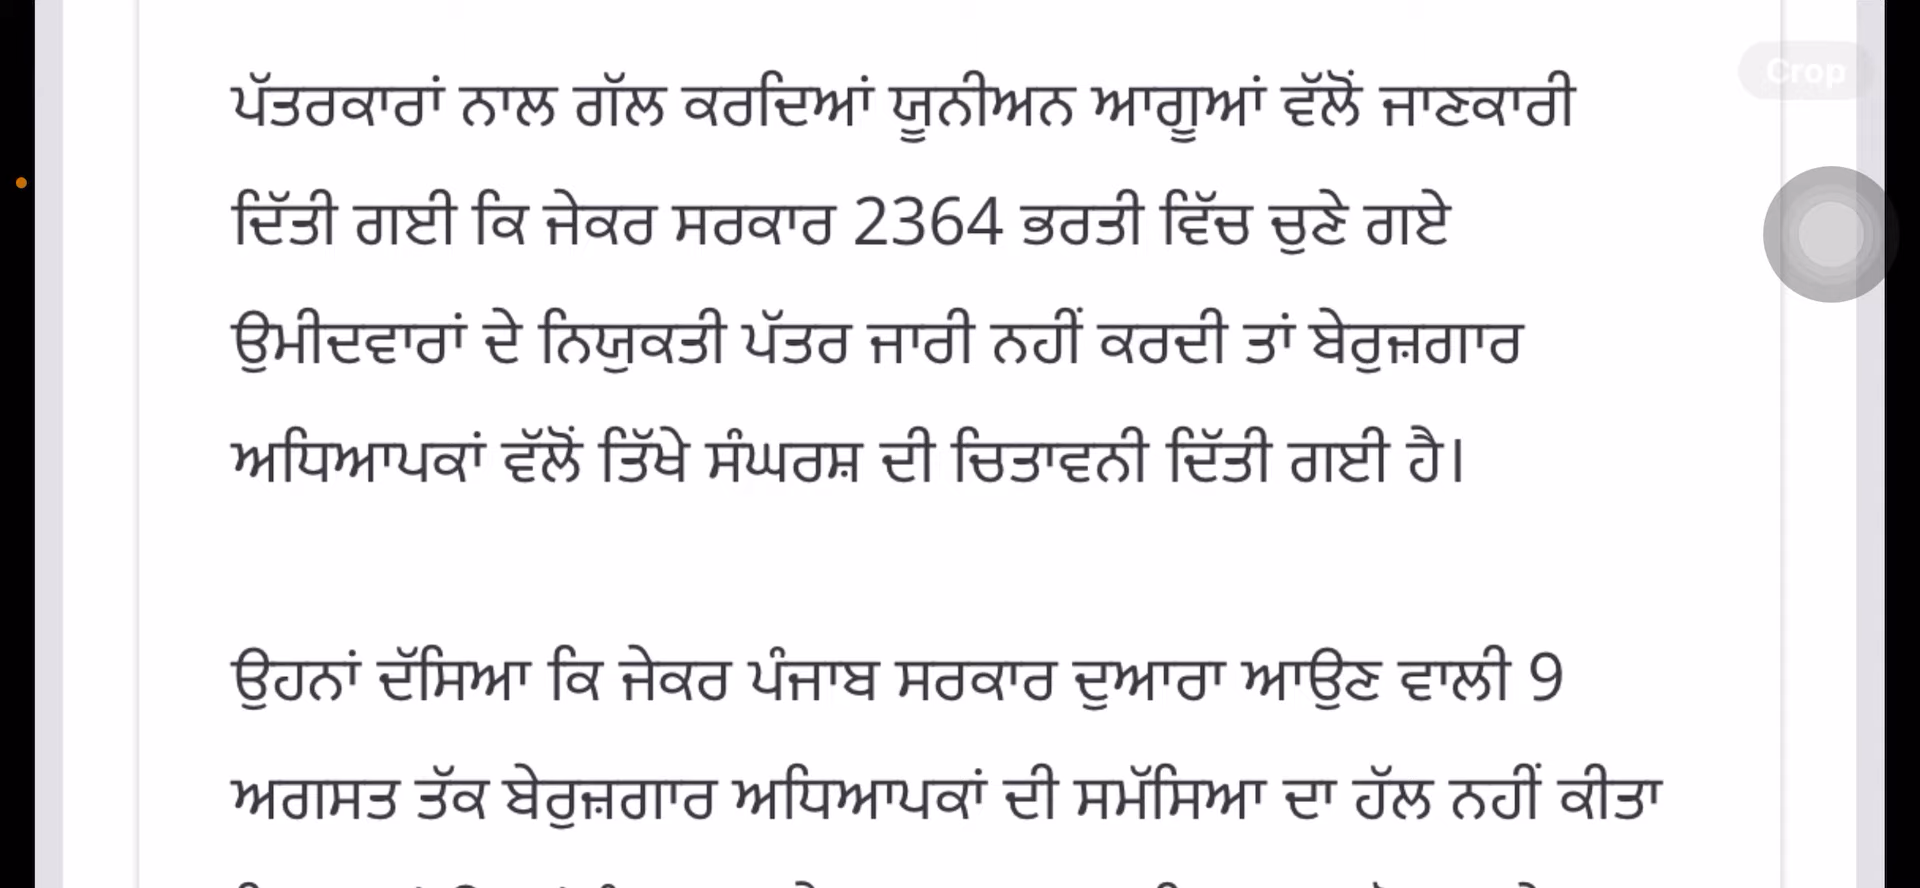 Crop
ਪੱਤਰਕਾਰਾਂ ਨਾਲ ਗੱਲ ਕਰਦਿਆਂ ਯੂਨੀਅਨ ਆਗੂਆਂ ਵੱਲੋਂ ਜਾਣਕਾਰੀ
ਦਿੱਤੀ ਗਈ ਕਿ ਜੇਕਰ ਸਰਕਾਰ 2364 ਭਰਤੀ ਵਿੱਚ ਚੁਣੇ ਗਏ
ਉਮੀਦਵਾਰਾਂ ਦੇ ਨਿਯੁਕਤੀ ਪੱਤਰ ਜਾਰੀ ਨਹੀਂ ਕਰਦੀ ਤਾਂ ਬੇਰੁਜ਼ਗਾਰ
ਅਧਿਆਪਕਾਂ ਵੱਲੋਂ ਤਿੱਖੇ ਸੰਘਰਸ਼ ਦੀ ਚਿਤਾਵਨੀ ਦਿੱਤੀ ਗਈ ਹੈ।
ਉਹਨਾਂ ਦੱਸਿਆ ਕਿ ਜੇਕਰ ਪੰਜਾਬ ਸਰਕਾਰ ਦੁਆਰਾ ਆਉਣ ਵਾਲੀ 9
ਅਗਸਤ ਤੱਕ ਬੇਰੁਜ਼ਗਾਰ ਅਧਿਆਪਕਾਂ ਦੀ ਸਮੱਸਿਆ ਦਾ ਹੱਲ ਨਹੀਂ ਕੀਤਾ